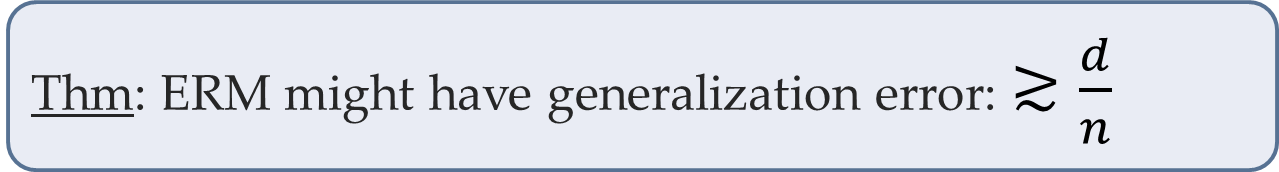 Thm: ERM might have generalization error: ≳ d/n